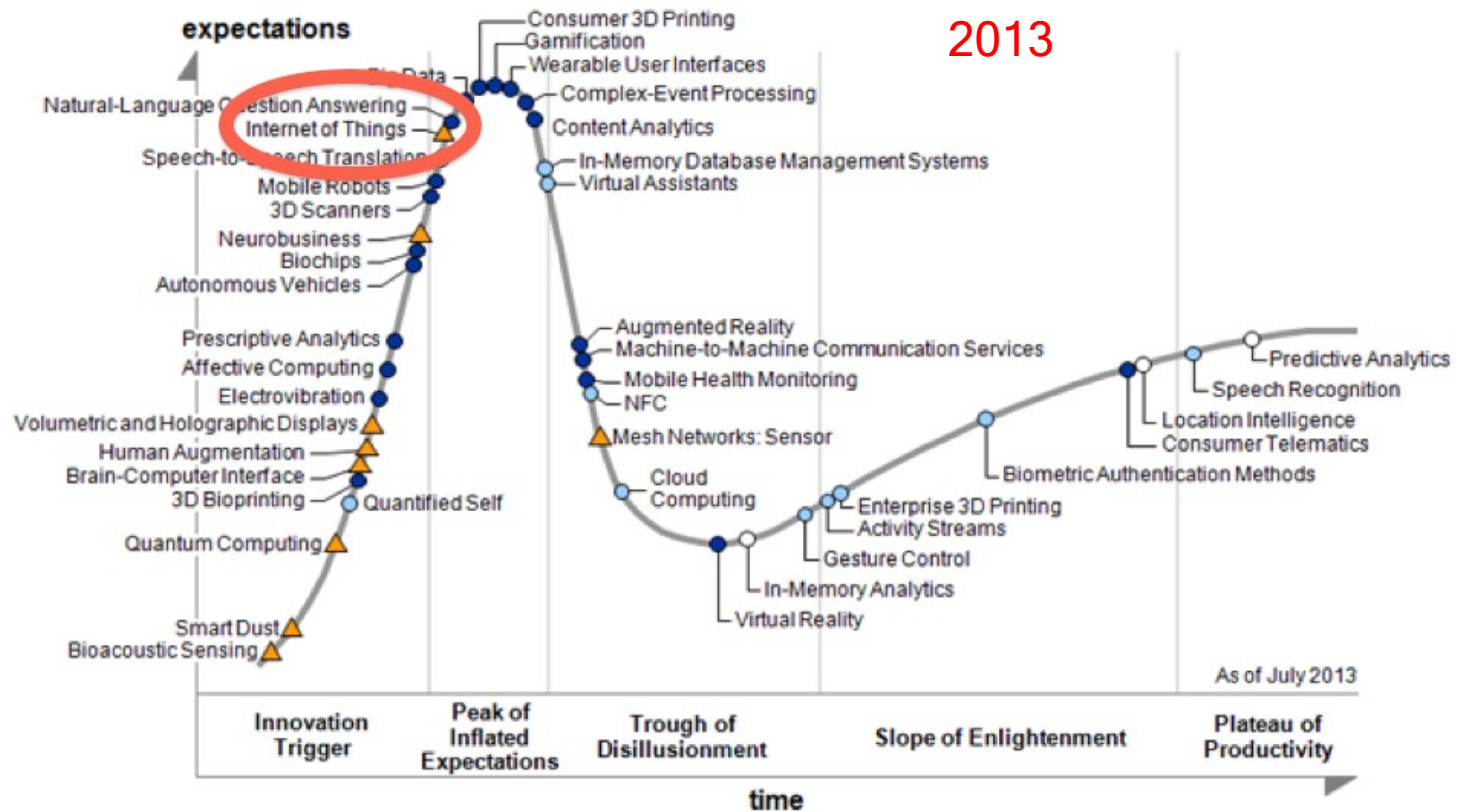 expectations
2013
Consumer 3D Printing
Gamification
Wearable User Interfaces
Big Data
Complex-Event Processing
Natural-Language Question Answering
Content Analytics
Internet of Things
Speech-to-Speech Translation
In-Memory Database Management Systems
Virtual Assistants
Mobile Robots
3D Scanners
Neurobusiness
Biochips
Autonomous Vehicles
Prescriptive Analytics
Affective Computing
Electrovibration
Volumetric and Holographic Displays
Human Augmentation
Brain-Computer Interface
3D Bioprinting
Quantified Self
Quantum Computing
Smart Dust
Bioacoustic Sensing
Augmented Reality
Machine-to-Machine Communication Services
Mobile Health Monitoring
NFC
Mesh Networks: Sensor
Cloud
Computing
Enterprise 3D Printing
Activity Streams
Gesture Control
In-Memory Analytics
Virtual Reality
Predictive Analytics
Speech Recognition
Location Intelligence
Consumer Telematics
Biometric Authentication Methods
As of July 2013
Innovation
Trigger
Peak of
Inflated
Expectations
Trough of
Disillusionment
Slope of Enlightenment
Plateau of
Productivity
time